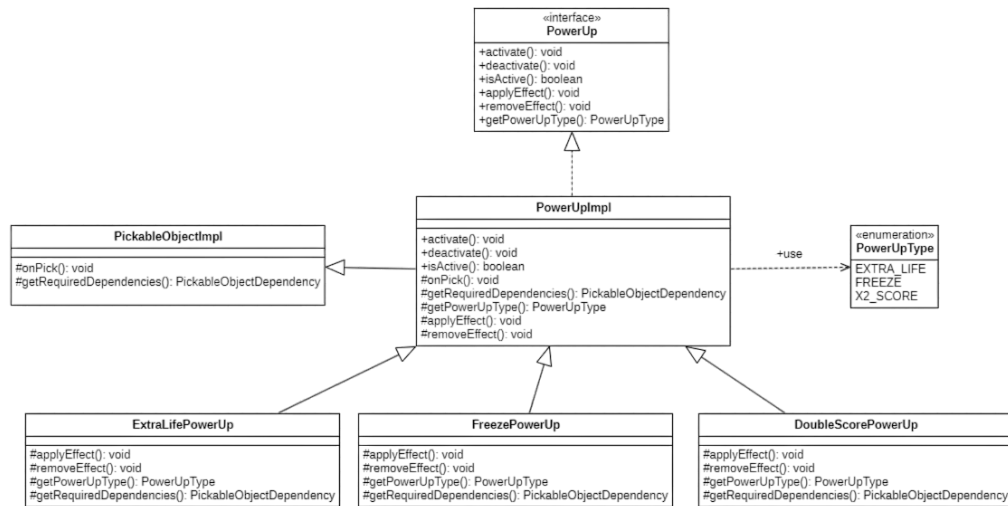 «interface»
PowerUp
+activate(): void
+deactivate(): void
+isActive(): boolean
+applyEffect(): void
+removeEffect(): void
+getPowerUpType(): PowerUpType
PickableObjectImpl
#onPick(): void
#getRequiredDependencies(): PickableObjectDependency
PowerUpImpl
+activate(): void
+deactivate(): void
+isActive(): boolean
#onPick(): void
#getRequiredDependencies(): PickableObjectDependency
#getPowerUpType(): PowerUpType
#applyEffect(): void
#removeEffect(): void
+use
«enumeration»
PowerUpType
EXTRA_LIFE
FREEZE
X2_SCORE
ExtraLifePowerUp
#applyEffect(): void
#removeEffect(): void
#getPowerUpType(): PowerUpType
#getRequiredDependencies(): PickableObjectDependency
FreezePowerUp
#applyEffect(): void
#removeEffect(): void
#getPowerUpType(): PowerUpType
#getRequiredDependencies(): PickableObjectDependency
DoubleScorePowerUp
#applyEffect(): void
#removeEffect(): void
#getPowerUpType(): PowerUpType
#getRequiredDependencies(): PickableObjectDependency